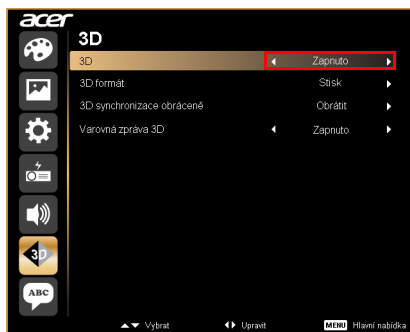 acer
3D
3D Zapnuto
3D formát Stisk
3D synchronizace obrácené Obrátit
Varovná zpráva 3D Zapnuto
3D
ABC
Vybrat Upravit MENU Hlavní nabídka